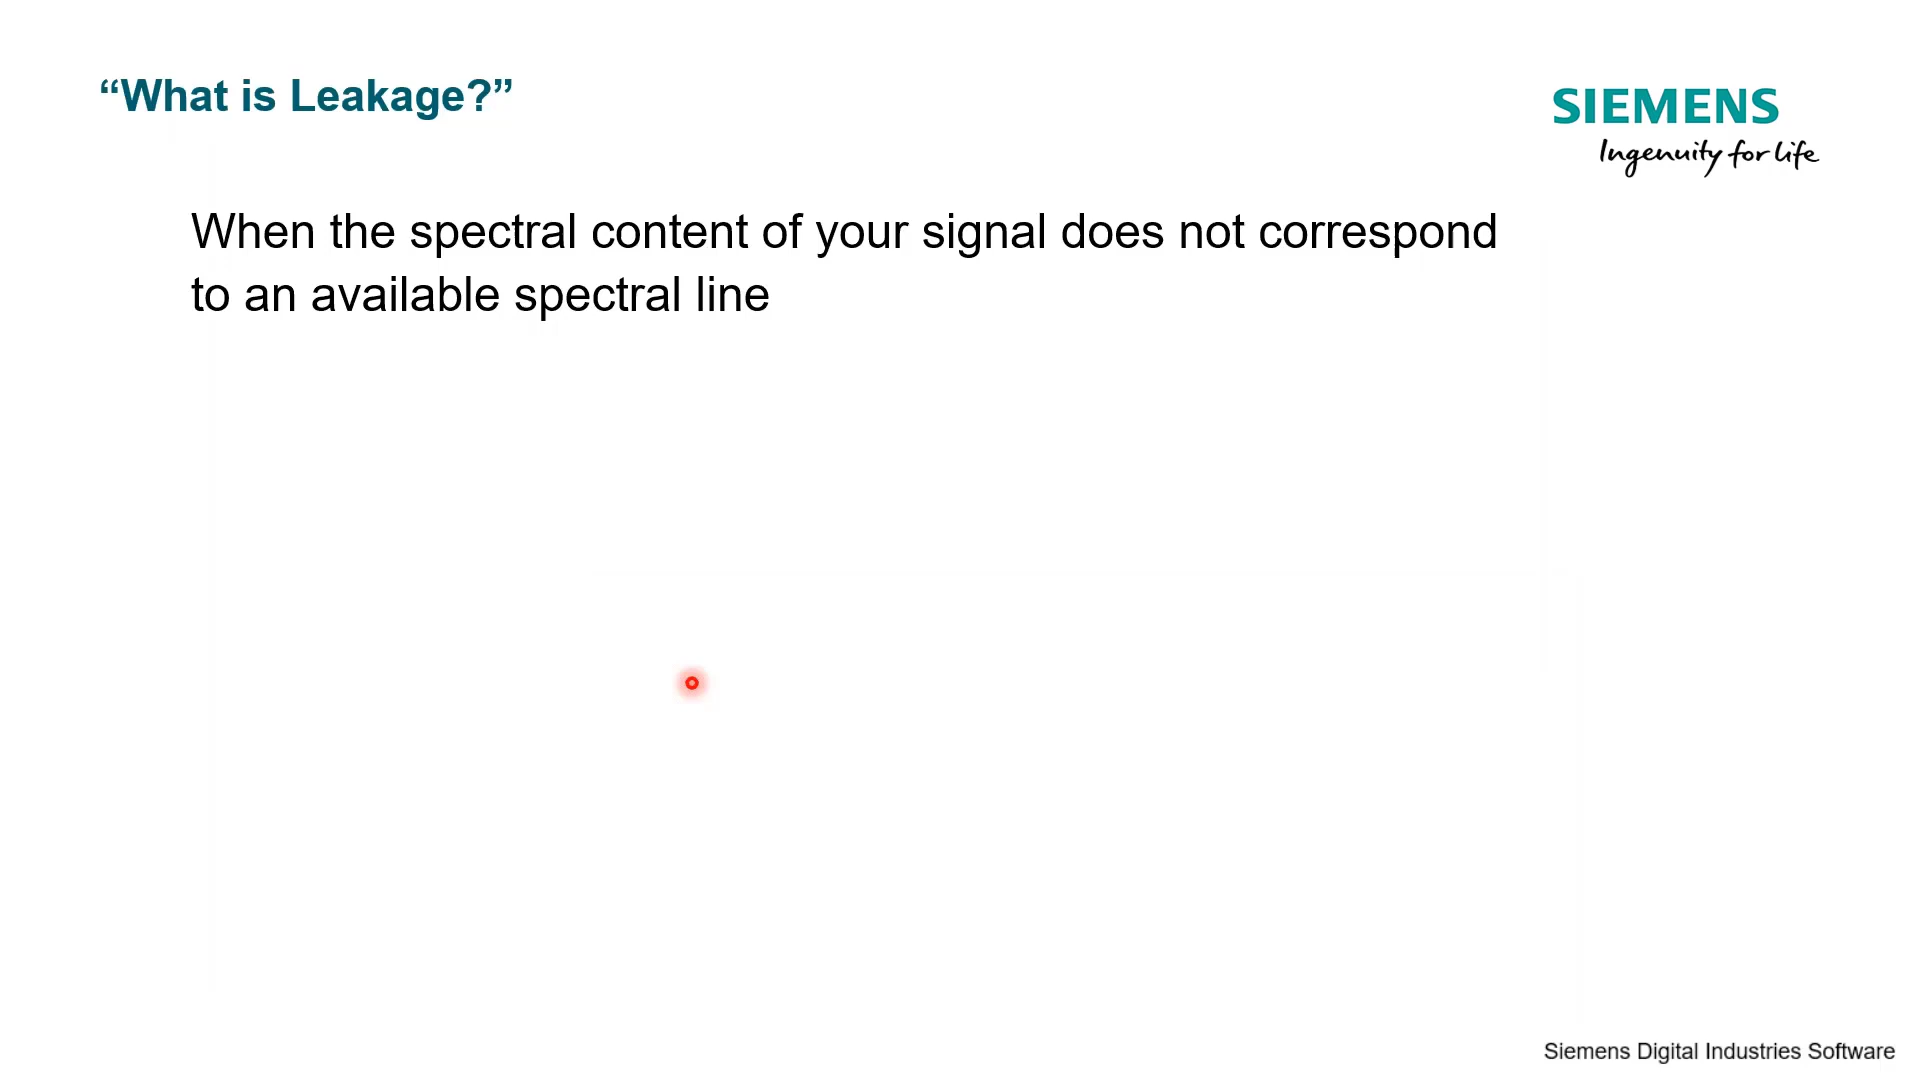 “What is Leakage?”
SIEMENS
Ingenuity for life
When the spectral content of your signal does not correspond
to an available spectral line
Siemens Digital Industries Software